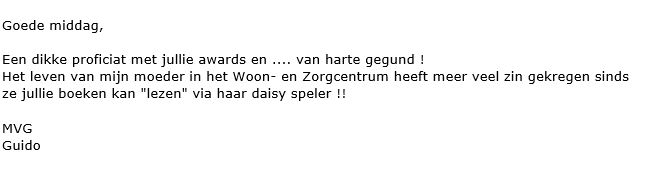 Goede middag,
Een dikke proficiat met jullie awards en .... van harte gegund !
Het leven van mijn moeder in het Woon- en Zorgcentrum heeft meer veel zin gekregen sinds
ze jullie boeken kan "lezen" via haar daisy speler !!
MVG
Guido